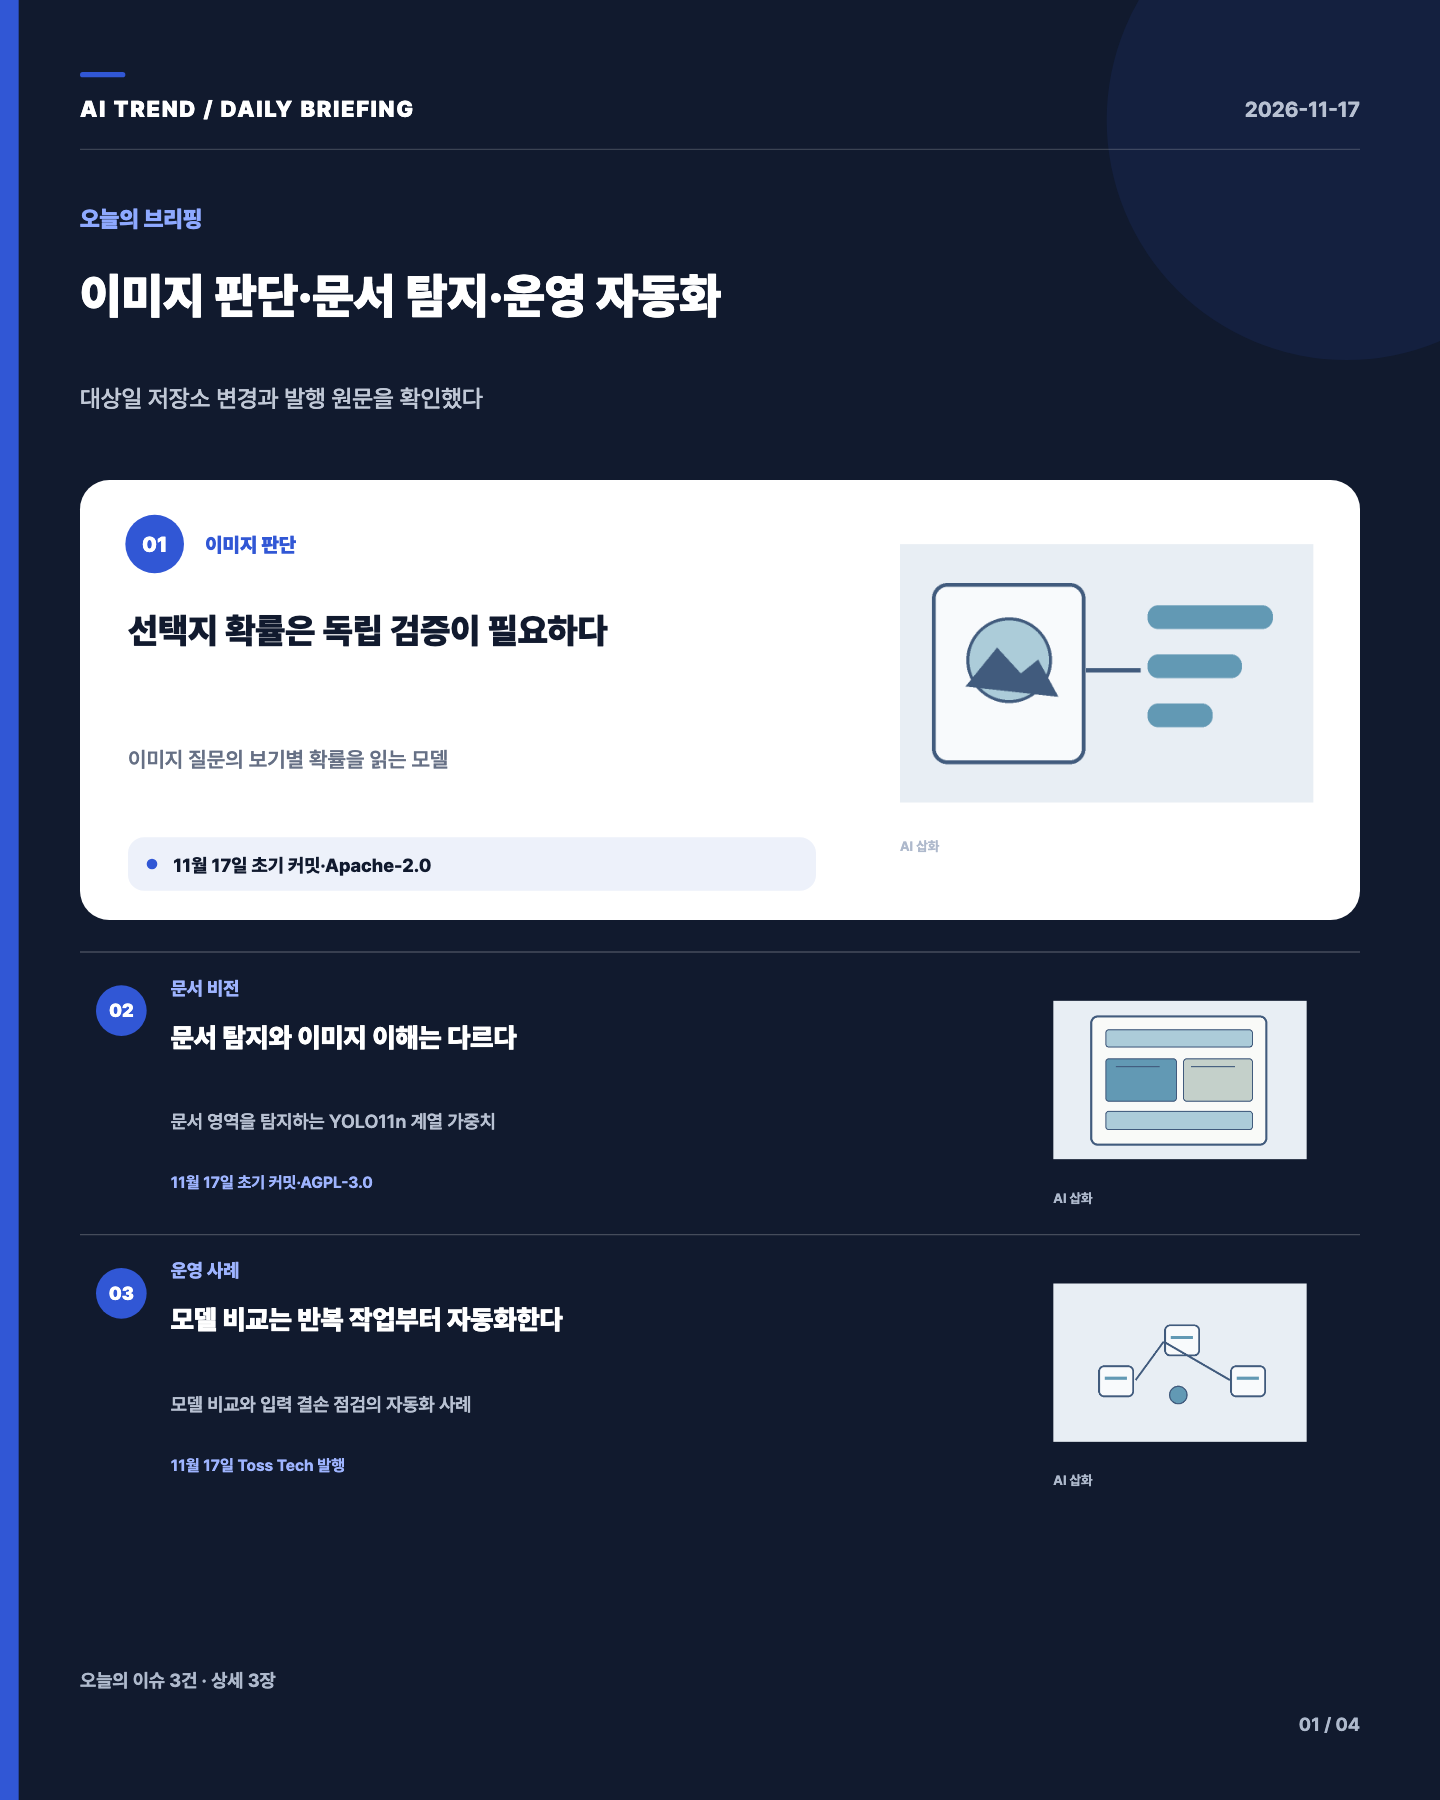 AI TREND / DAILY BRIEFING
2026-11-17
오늘의 브리핑
이미지 판단·문서 탐지·운영 자동화
대상일 저장소 변경과 발행 원문을 확인했다
01
이미지 판단
선택지 확률은 독립 검증이 필요하다
이미지 질문의 보기별 확률을 읽는 모델
11월 17일 초기 커밋·Apache-2.0
AI 삽화
02
문서 비전
문서 탐지와 이미지 이해는 다르다
문서 영역을 탐지하는 YOLO11n 계열 가중치
11월 17일 초기 커밋·AGPL-3.0
AI 삽화
03
운영 사례
모델 비교는 반복 작업부터 자동화한다
모델 비교와 입력 결손 점검의 자동화 사례
11월 17일 Toss Tech 발행
AI 삽화
오늘의 이슈 3건 · 상세 3장
01 / 04